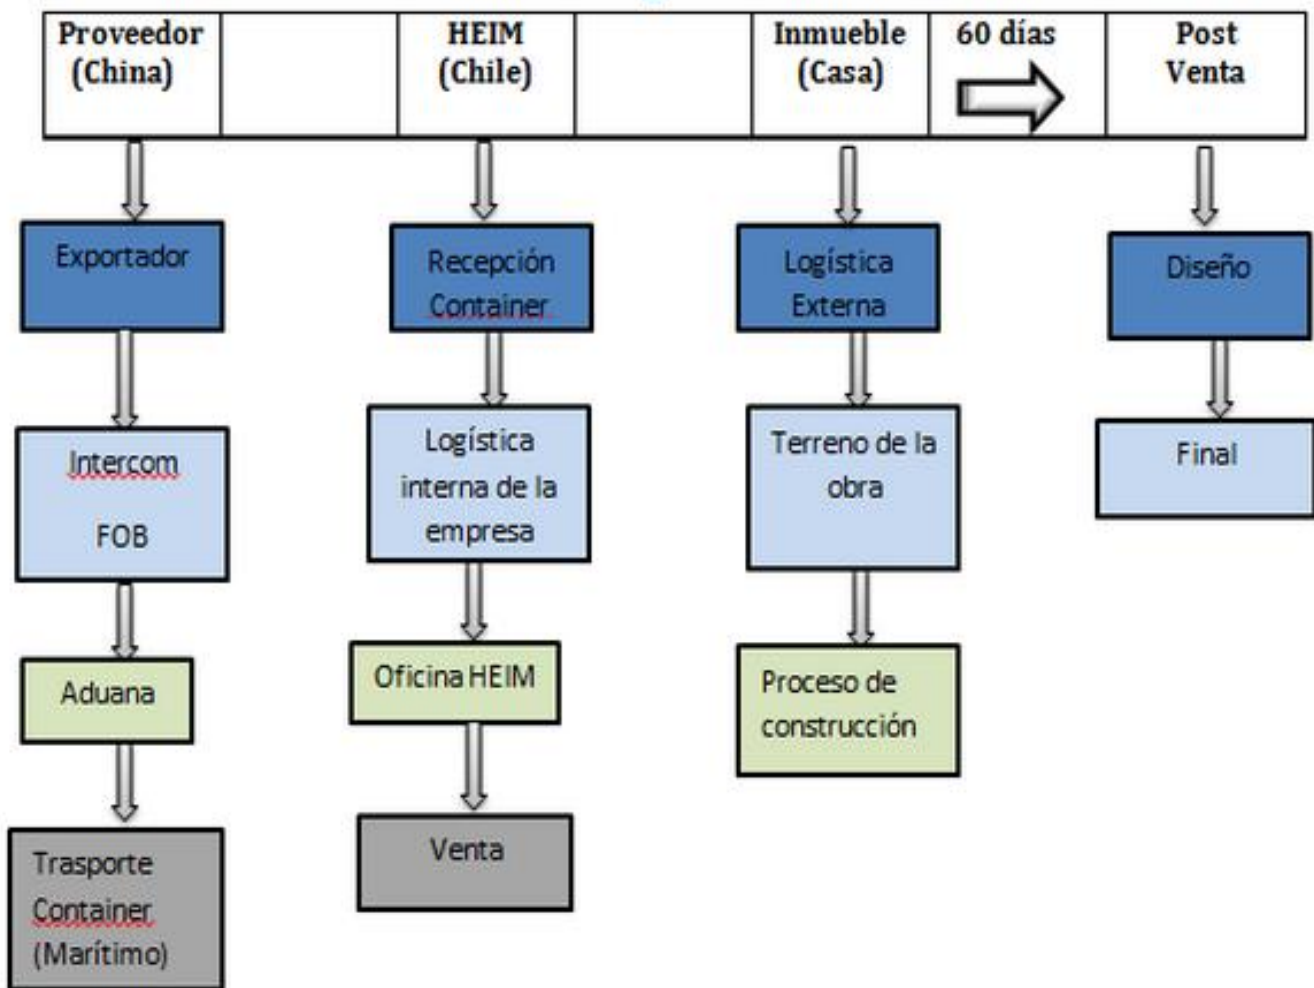 Proveedor
(China)
HEIM
(Chile)
Inmueble
(Casa)
60 días
Post
Venta
Exportador
Intercom
FOB
Aduana
Trasporte
Container
(Marítimo)
Recepción
Container
Logística
interna de la
empresa
Oficina HEIM
Venta
Logística
Externa
Terreno de la
obra
Proceso de
construcción
Diseño
Final